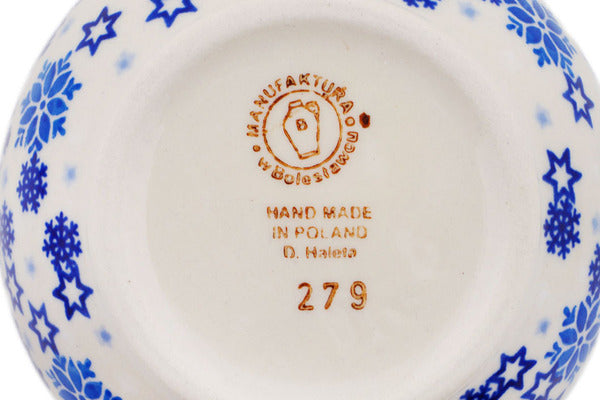 MANUFAKTURA
w Bolesławcu
B
HAND MADE
IN POLAND
D. Haleta
279